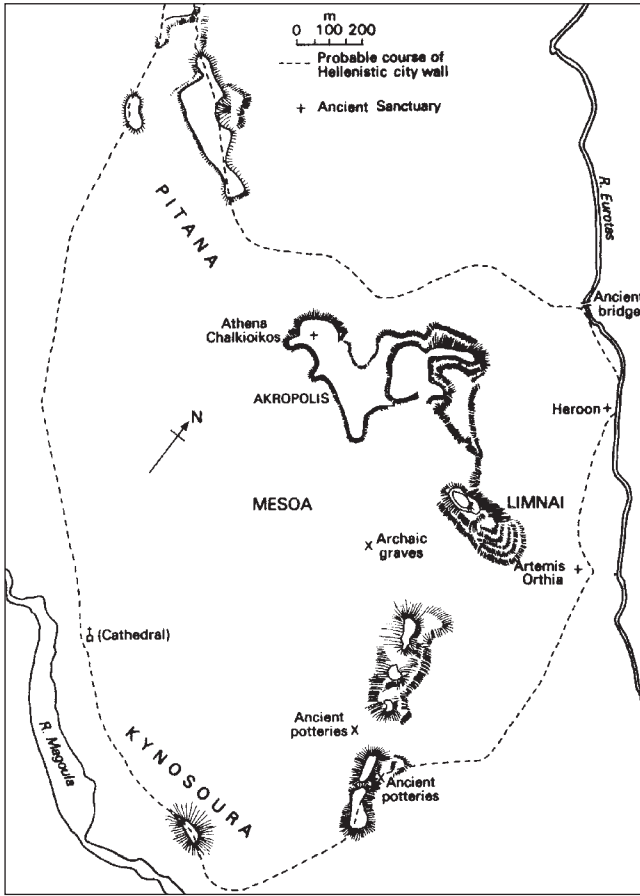 m
0 100 200
Probable course of
Hellenistic city wall
+ Ancient Sanctuary
R. Eurotas
PITANA
Ancient
bridge
Athena
Chalkioikos
AKROPOLIS
Heroon
N
MESOA
LIMNAI
x Archaic
graves
Artemis
Orthia
(Cathedral)
R. Magoula
KYNOSOURA
Ancient
potteries x
x Ancient
potteries